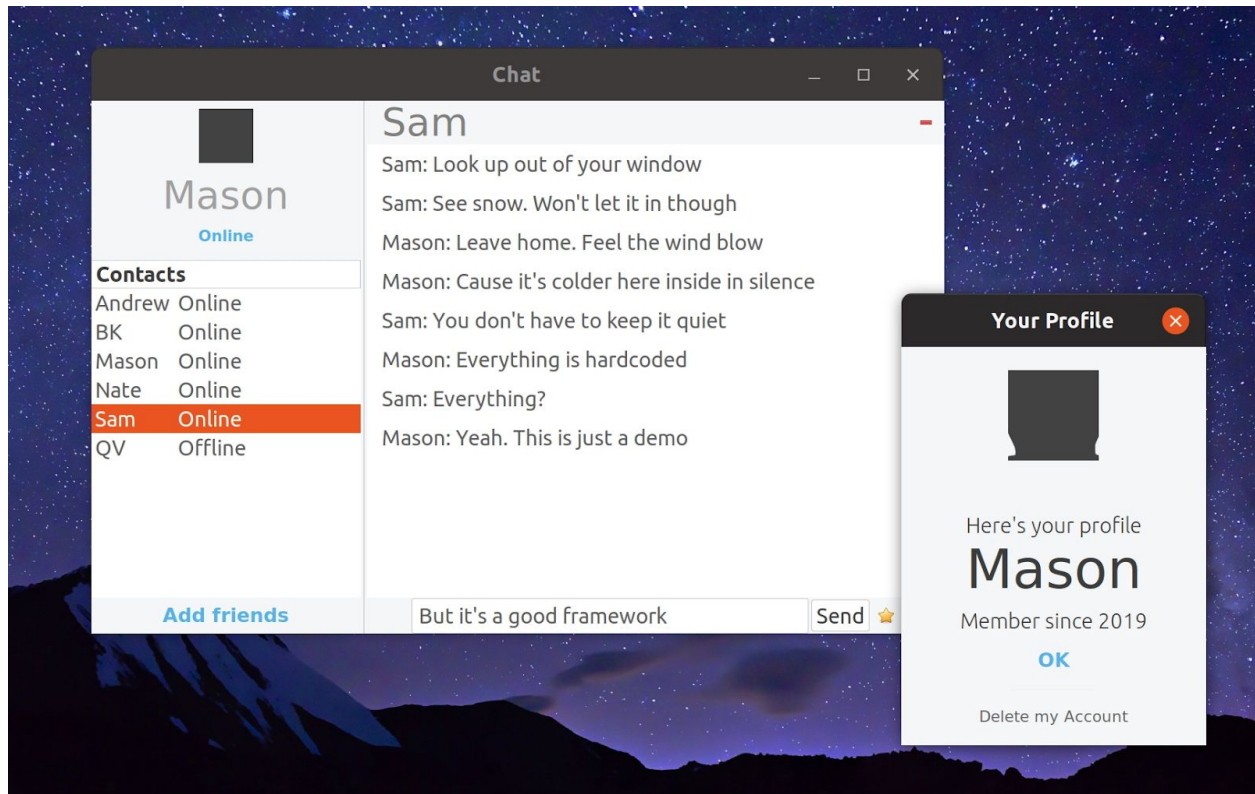 Chat
Mason
Online
Contacts
Andrew Online
BK Online
Mason Online
Nate Online
Sam Online
QV Offline
Add friends
Sam
Sam: Look up out of your window
Sam: See snow. Won't let it in though
Mason: Leave home. Feel the wind blow
Mason: Cause it's colder here inside in silence
Sam: You don't have to keep it quiet
Mason: Everything is hardcoded
Sam: Everything?
Mason: Yeah. This is just a demo
But it's a good framework
Send
Your Profile
Here's your profile
Mason
Member since 2019
OK
Delete my Account